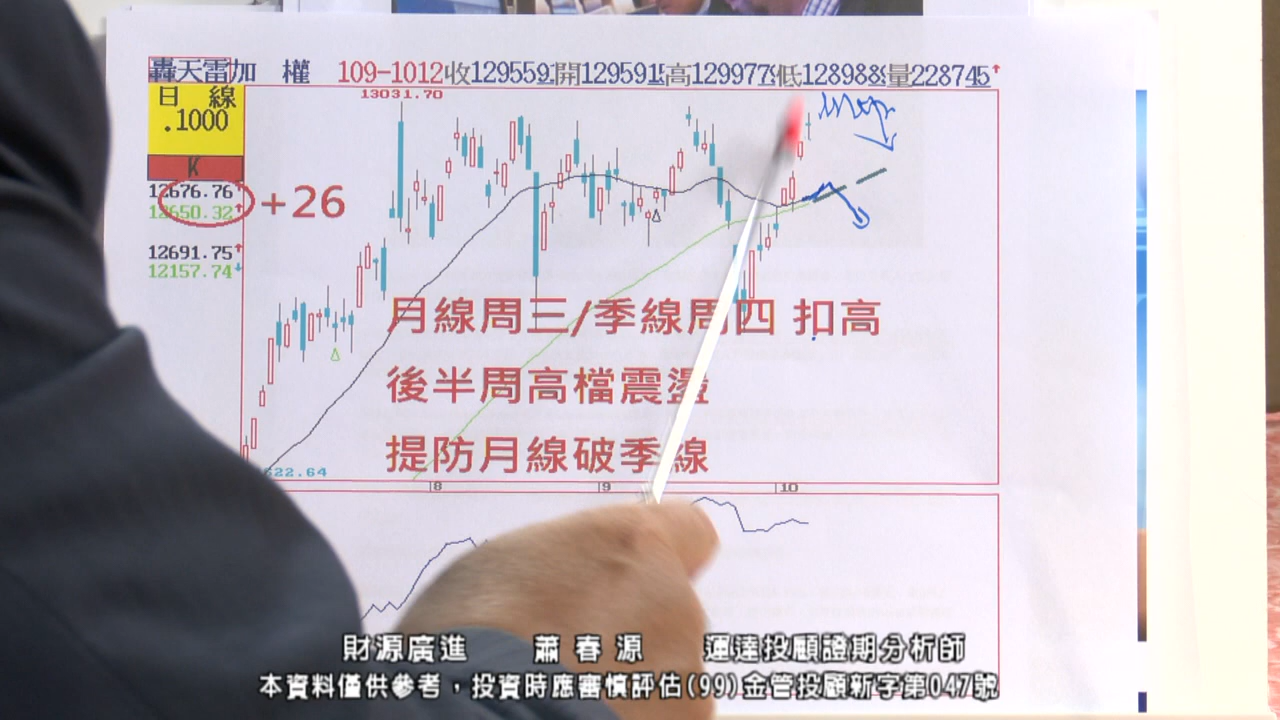 轟天雷加 權 109-1012收129559開129591高129977低128988量228745↑
日 線
.1000
13031.70
K
12676.76↑
12650.32↑
+26
12691.75↑
12157.74↓
月線周三/季線周四 扣高
後半周高檔震盪
提防月線破季線
622.64
8 9 10
財源廣進 蕭春源 運達投顧證期分析師
本資料僅供參考，投資時應審慎評估(99)金管投顧新字第047號